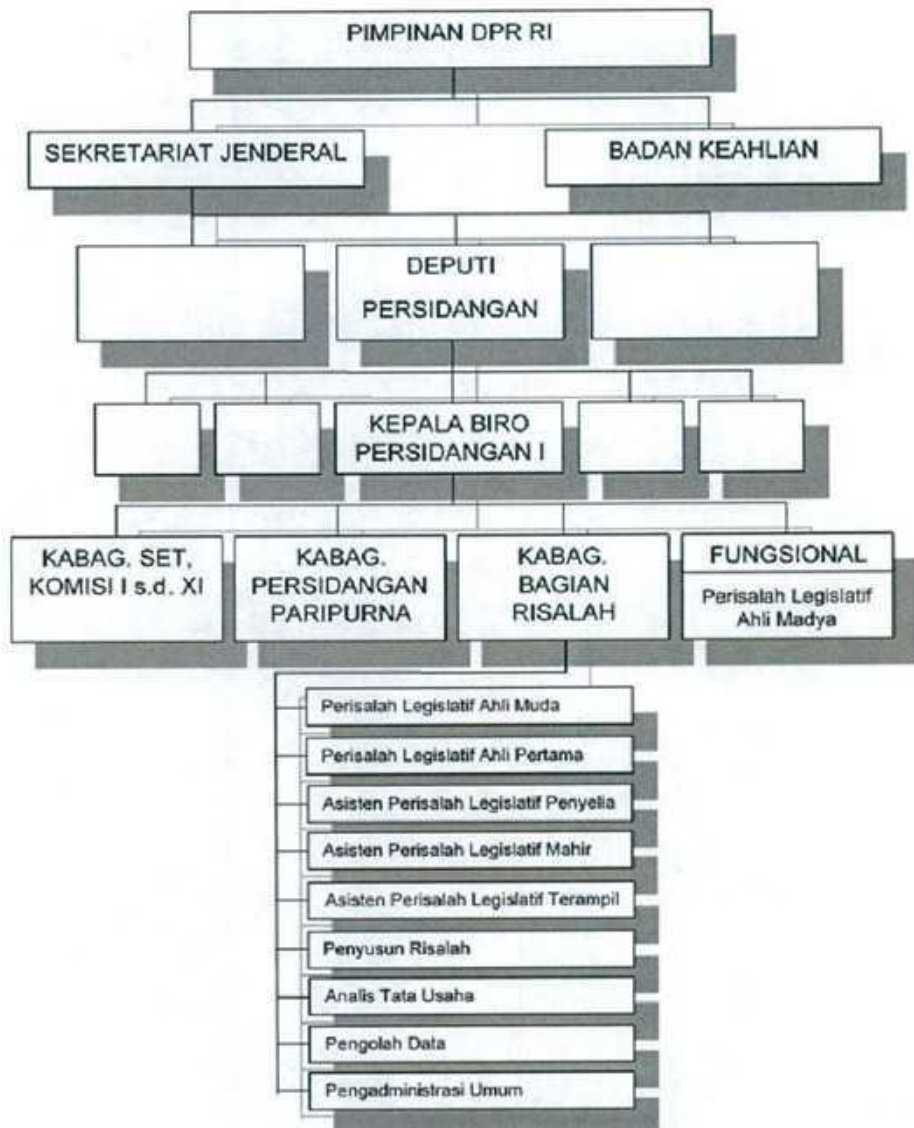 PIMPINAN DPR RI
SEKRETARIAT JENDERAL
BADAN KEAHLIAN
DEPUTI
PERSIDANGAN
KEPALA BIRO
PERSIDANGAN I
KABAG. SET,
KOMISI I s.d. XI
KABAG.
PERSIDANGAN
PARIPURNA
KABAG.
BAGIAN
RISALAH
FUNGSIONAL
Perisalah Legislatif
Ahli Madya
Perisalah Legislatif Ahli Muda
Perisalah Legislatif Ahli Pertama
Asisten Perisalah Legislatif Penyelia
Asisten Perisalah Legislatif Mahir
Asisten Perisalah Legislatif Terampil
Penyusun Risalah
Analis Tata Usaha
Pengolah Data
Pengadministrasi Umum